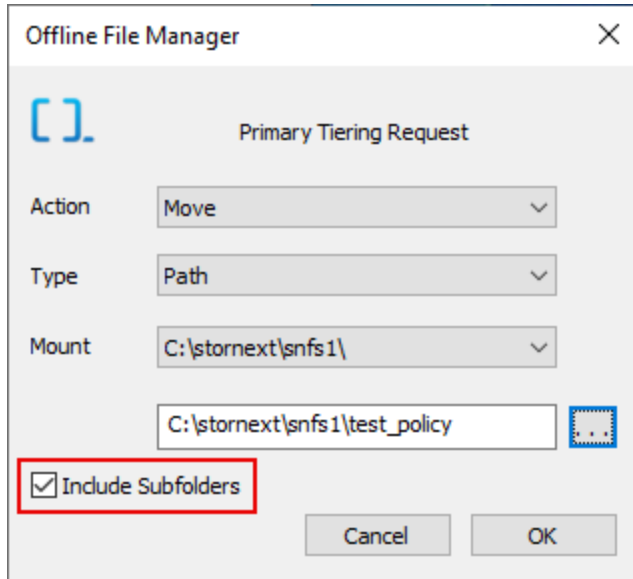 Offline File Manager
Primary Tiering Request
Action Move
Type Path
Mount C:\stornext\snfs1\
C:\stornext\snfs1\test_policy ...
Include Subfolders
Cancel OK